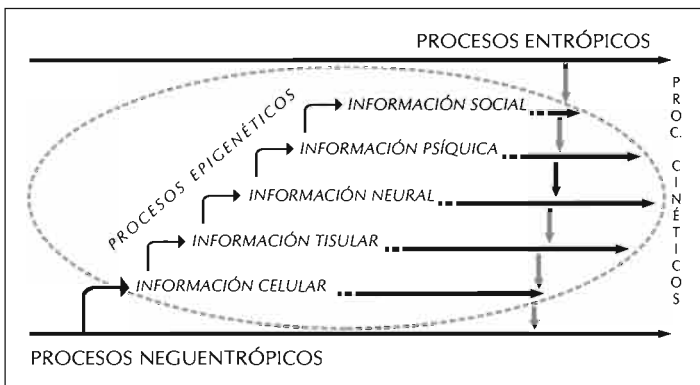 PROCESOS ENTRÓPICOS
PROCESOS EPIGENÉTICOS
INFORMACIÓN SOCIAL
INFORMACIÓN PSÍQUICA
INFORMACIÓN NEURAL
INFORMACIÓN TISULAR
INFORMACIÓN CELULAR
PROC. CINÉTICOS
PROCESOS NEGUENTRÓPICOS